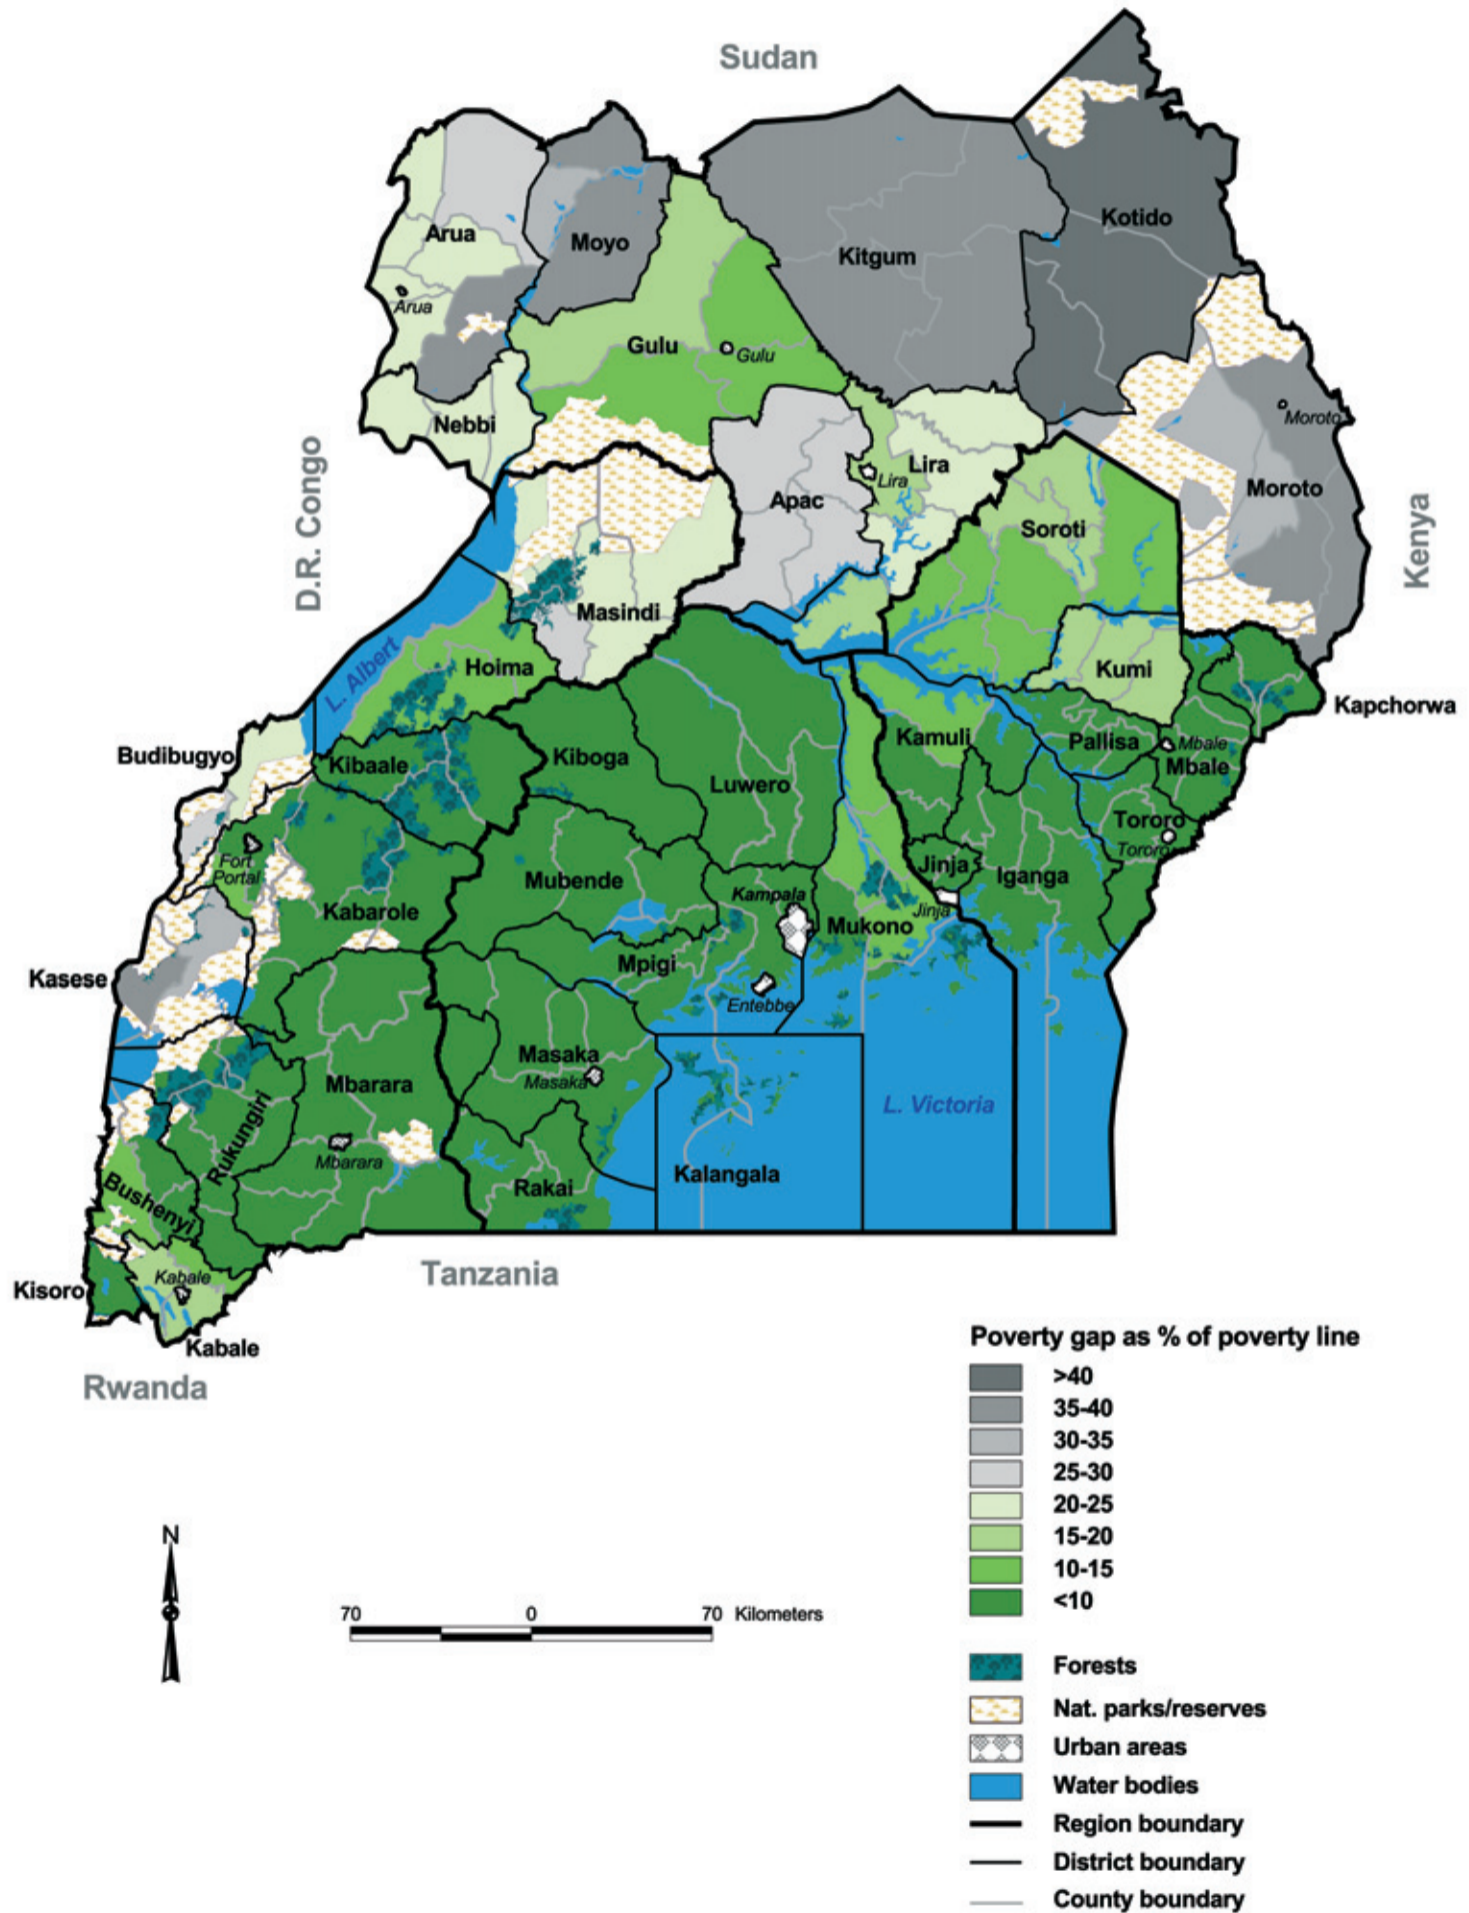 Sudan
Kotido
Arua
Moyo
Kitgum
Arua
Gulu
Gulu
Moroto
Nebbi
D.R. Congo
Lira
Lira
Apac
Moroto
Soroti
Kenya
Masindi
L. Albert
Hoima
Kumi
Kapchorwa
Budibugyo
Kibaale
Kiboga
Luwero
Kamuli
Pallisa
Mbale
Mbale
Tororo
Tororo
Fort
Portal
Mubende
Jinja
Iganga
Kampala
Kabarole
Jinja
Mukono
Mpigi
Kasese
Entebbe
Masaka
Masaka
Mbarara
L. Victoria
Rukungiri
Mbarara
Kalangala
Bushenyi
Rakai
Tanzania
Kabale
Kisoro
Kabale
Rwanda
Poverty gap as % of poverty line
>40
35-40
30-35
25-30
20-25
15-20
10-15
<10
N
70 0 70 Kilometers
Forests
Nat. parks/reserves
Urban areas
Water bodies
Region boundary
District boundary
County boundary